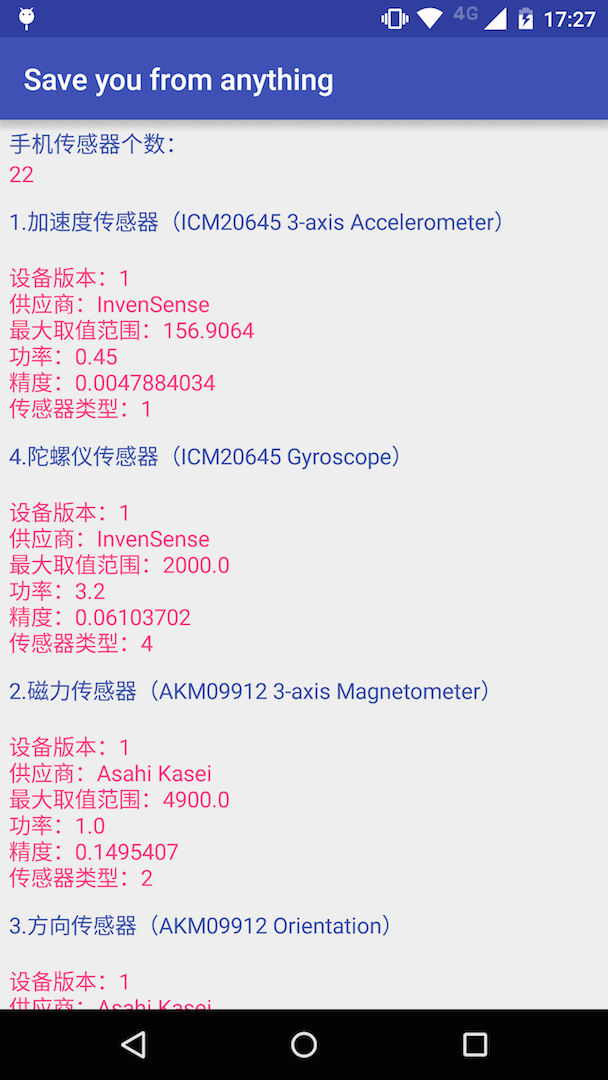 4G 17:27
Save you from anything
手机传感器个数：
22
1.加速度传感器（ICM20645 3-axis Accelerometer）
设备版本：1
供应商：InvenSense
最大取值范围：156.9064
功率：0.45
精度：0.0047884034
传感器类型：1
4.陀螺仪传感器（ICM20645 Gyroscope）
设备版本：1
供应商：InvenSense
最大取值范围：2000.0
功率：3.2
精度：0.06103702
传感器类型：4
2.磁力传感器（AKM09912 3-axis Magnetometer）
设备版本：1
供应商：Asahi Kasei
最大取值范围：4900.0
功率：1.0
精度：0.1495407
传感器类型：2
3.方向传感器（AKM09912 Orientation）
设备版本：1
供应商：Asahi Kasei